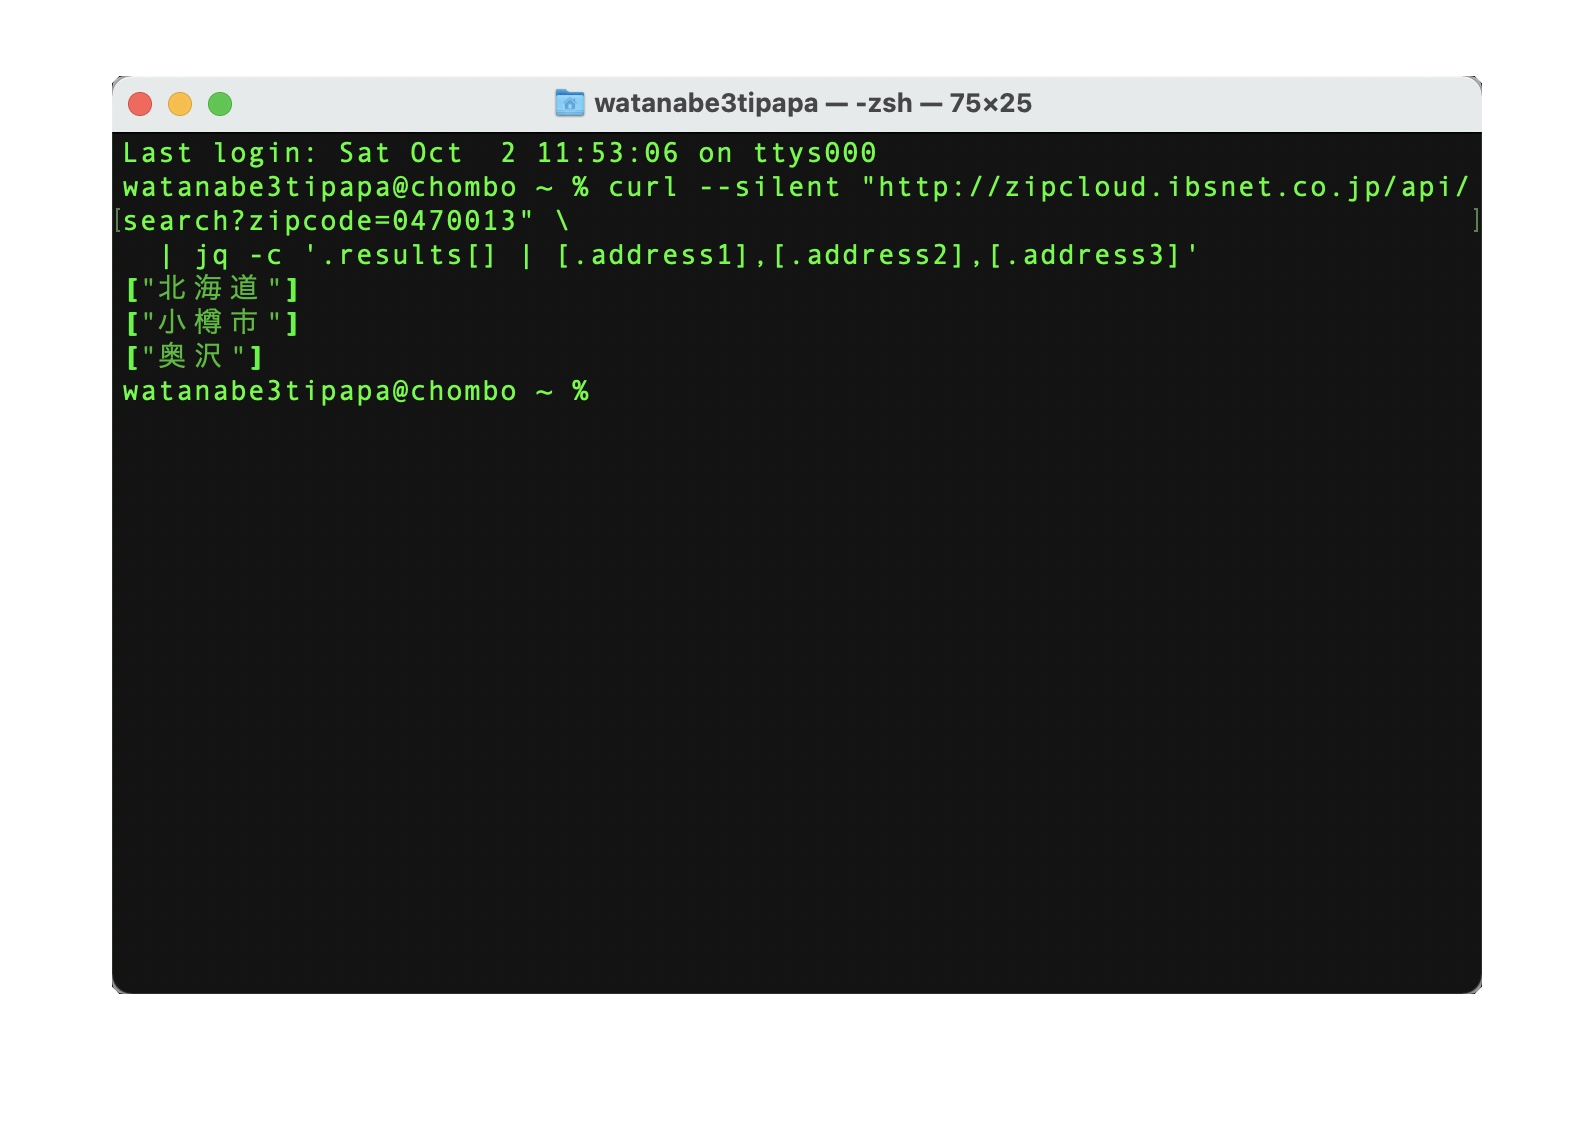 watanabe3tipapa — -zsh — 75×25
Last login: Sat Oct  2 11:53:06 on ttys000
watanabe3tipapa@chombo ~ % curl --silent "http://zipcloud.ibsnet.co.jp/api/
[search?zipcode=0470013" \ ]
  | jq -c '.results[] | [.address1],[.address2],[.address3]'
["北海道"]
["小樽市"]
["奥沢"]
watanabe3tipapa@chombo ~ %